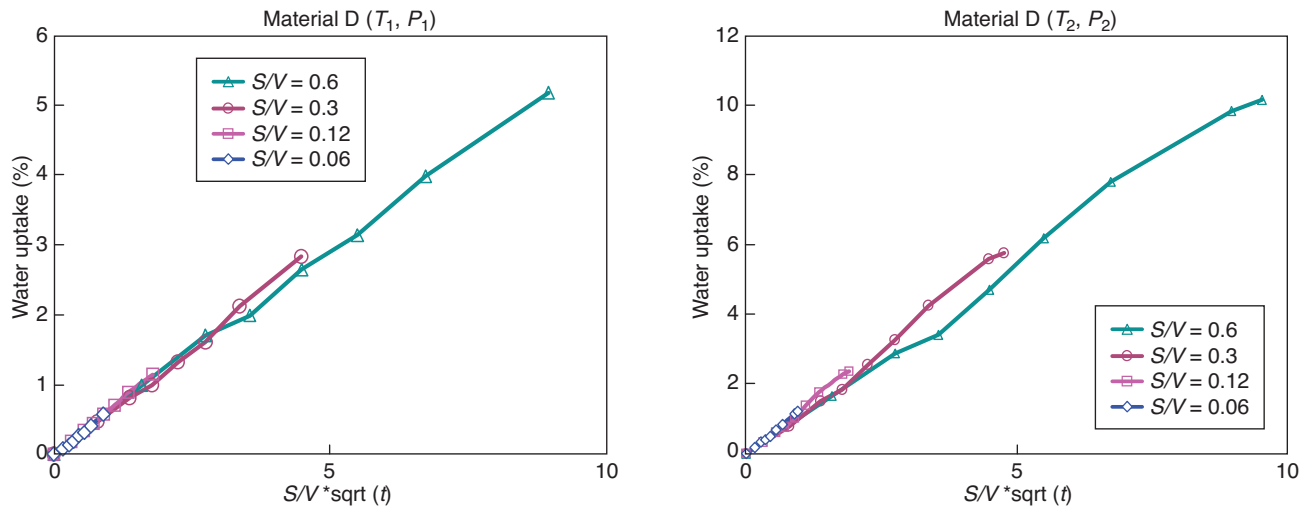 Material D (T1, P1)
6
5
4
3
2
1
0
Water uptake (%)
S/V = 0.6
S/V = 0.3
S/V = 0.12
S/V = 0.06
0
5
10
S/V *sqrt (t)
Material D (T2, P2)
12
10
8
6
4
2
0
Water uptake (%)
S/V = 0.6
S/V = 0.3
S/V = 0.12
S/V = 0.06
0
5
10
S/V *sqrt (t)